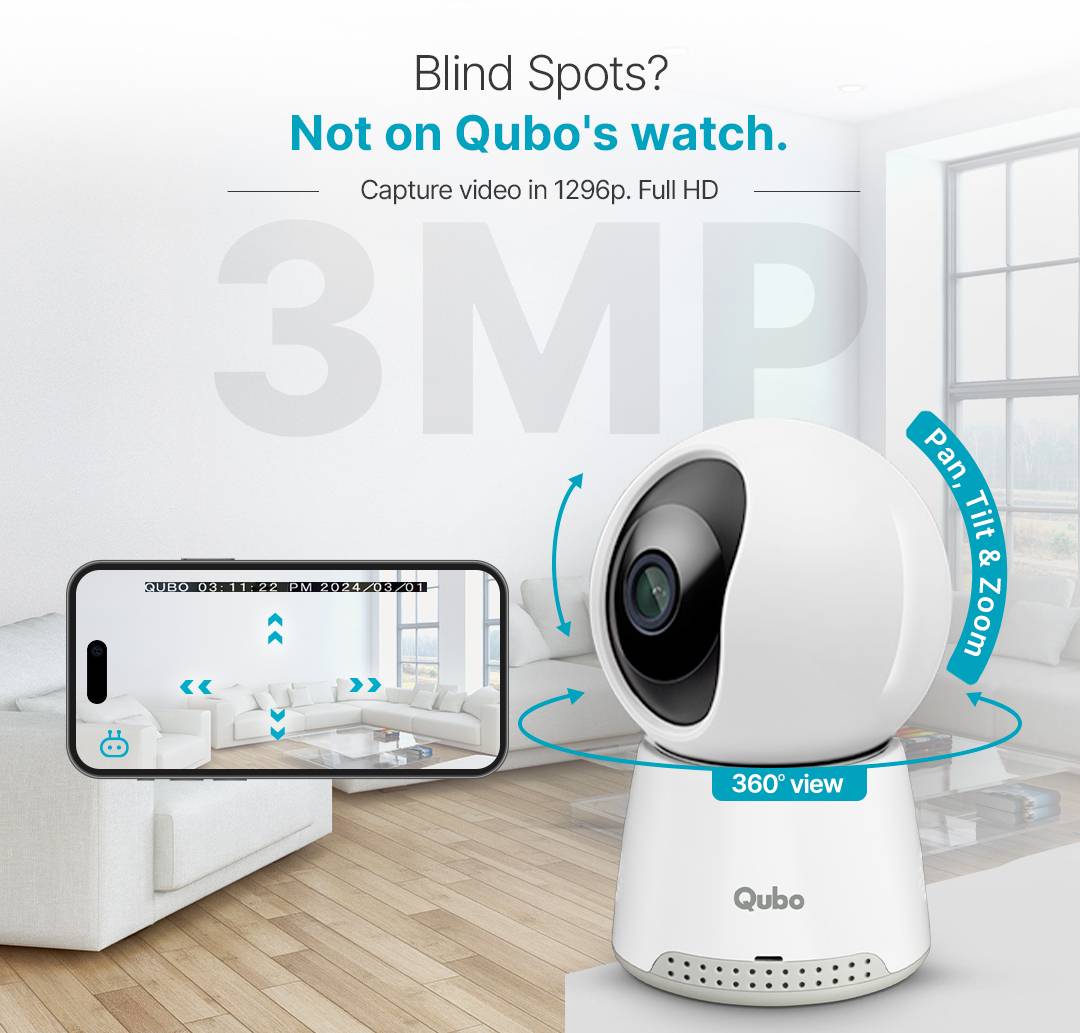 Blind Spots?
Not on Qubo's watch.
Capture video in 1296p. Full HD
3MP
Pan, Tilt & Zoom
QUBO 03:11:22 PM 2024/03/01
360° view
Qubo